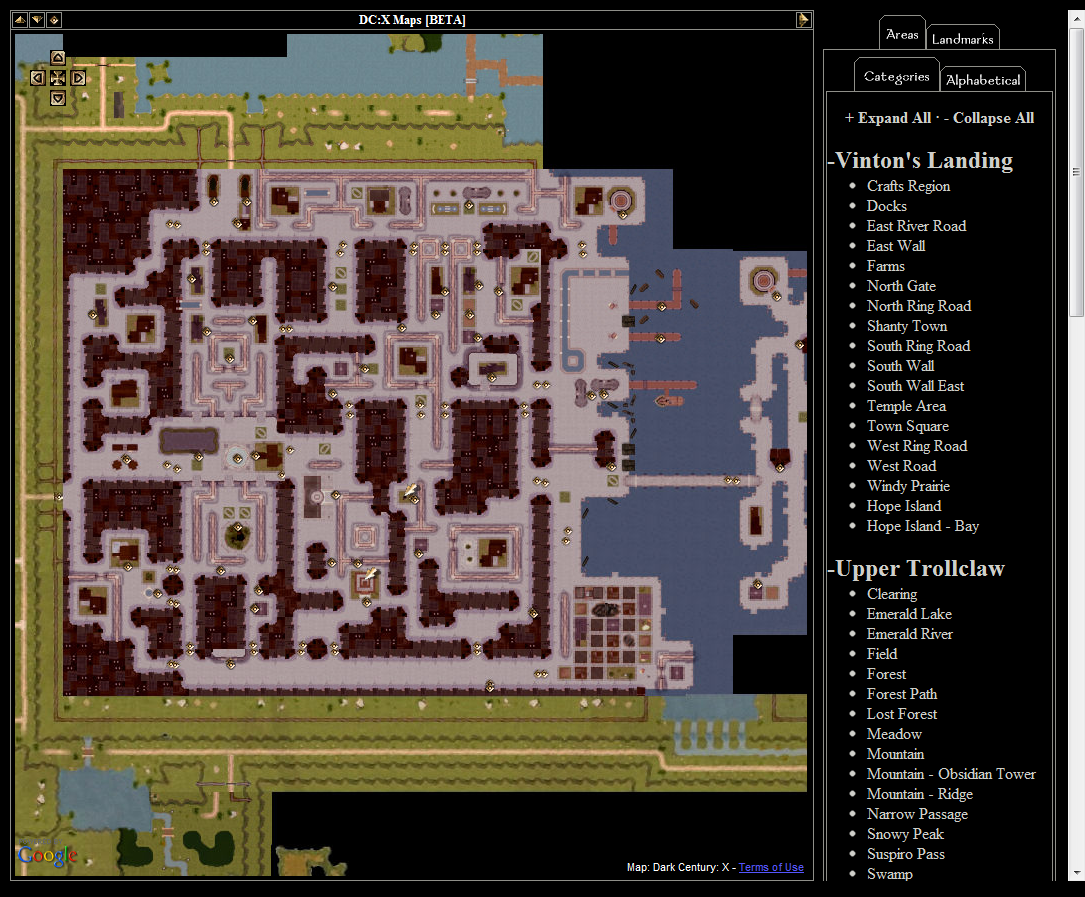 DC:X Maps [BETA]
Areas
Landmarks
Categories
Alphabetical
+ Expand All · - Collapse All
-Vinton's Landing
Crafts Region
Docks
East River Road
East Wall
Farms
North Gate
North Ring Road
Shanty Town
South Ring Road
South Wall
South Wall East
Temple Area
Town Square
West Ring Road
West Road
Windy Prairie
Hope Island
Hope Island - Bay
-Upper Trollclaw
Clearing
Emerald Lake
Emerald River
Field
Forest
Forest Path
Lost Forest
Meadow
Mountain
Mountain - Obsidian Tower
Mountain - Ridge
Narrow Passage
Snowy Peak
Suspiro Pass
Swamp
Google
Map: Dark Century: X - Terms of Use